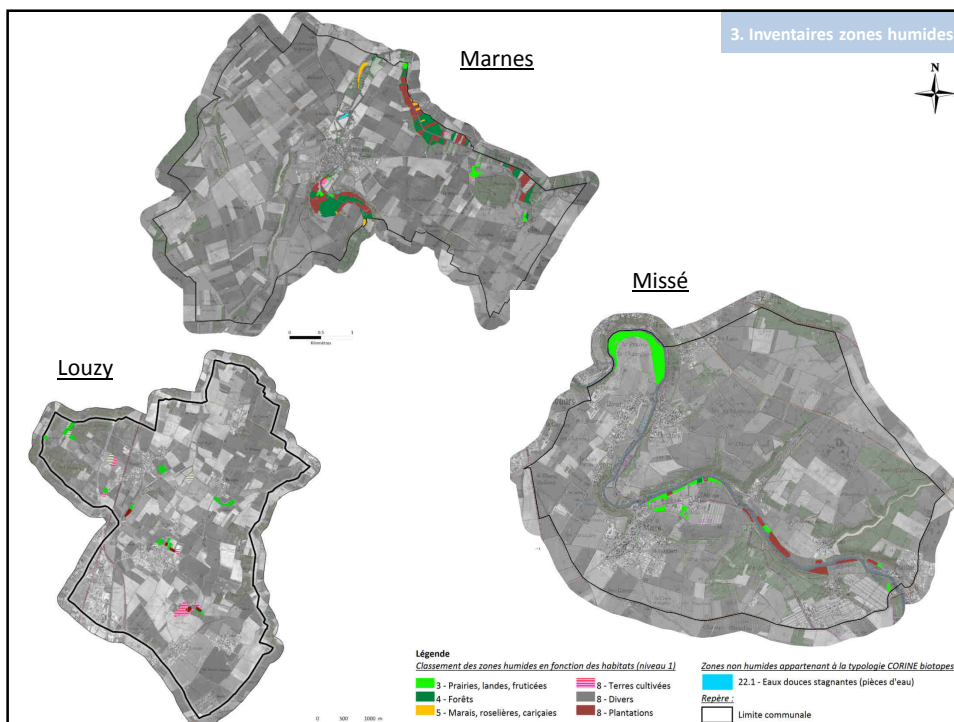 3. Inventaires zones humides
Marnes
N
0 0.5 1
Kilomètres
Missé
Louzy
0 500 1000 m
Légende
Classement des zones humides en fonction des habitats (niveau 1)
3 - Prairies, landes, fruticées
4 - Forêts
5 - Marais, roselières, cariçaies
8 - Terres cultivées
8 - Divers
8 - Plantations
Zones non humides appartenant à la typologie CORINE biotopes
22.1 - Eaux douces stagnantes (pièces d'eau)
Repère :
Limite communale